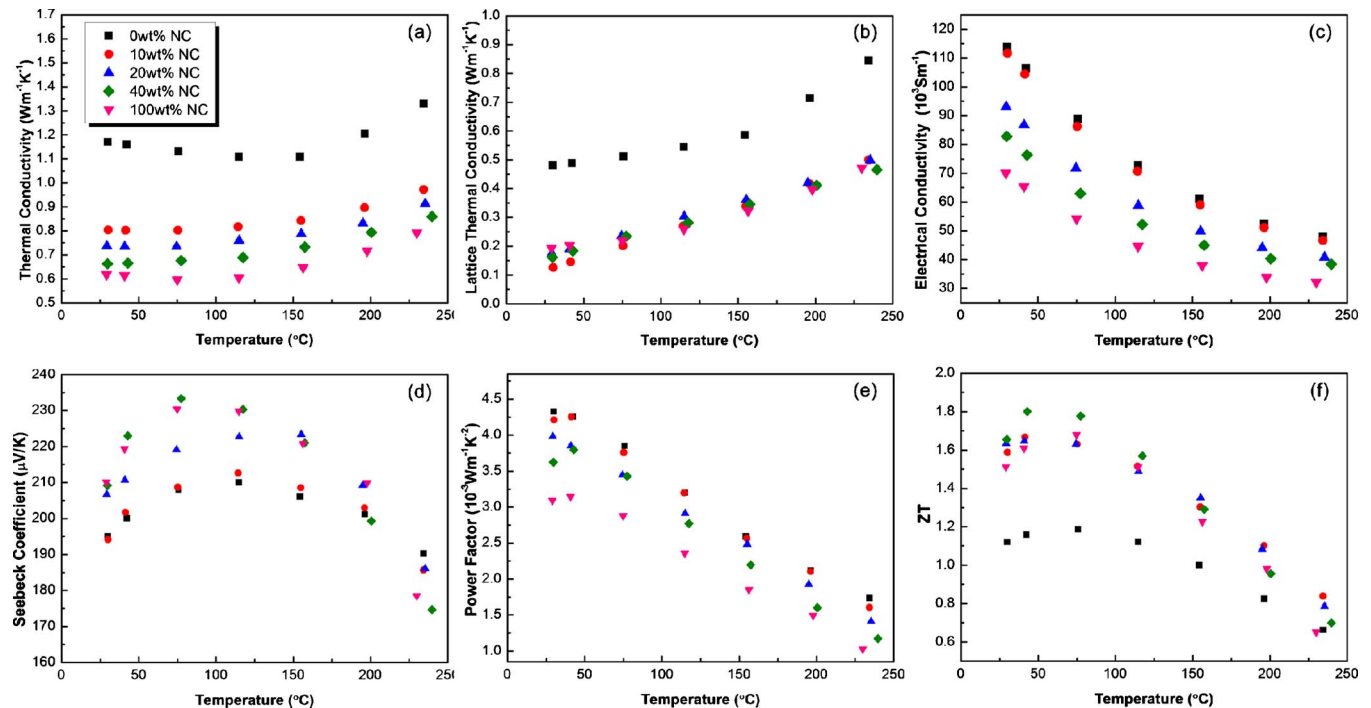 (a)
0wt% NC
10wt% NC
20wt% NC
40wt% NC
100wt% NC
Thermal Conductivity (Wm⁻¹K⁻¹)
1.7
1.6
1.5
1.4
1.3
1.2
1.1
1.0
0.9
0.8
0.7
0.6
0.5
0 50 100 150 200 250
Temperature (°C)
(b)
Lattice Thermal Conductivity (Wm⁻¹K⁻¹)
1.0
0.9
0.8
0.7
0.6
0.5
0.4
0.3
0.2
0.1
0.0
0 50 100 150 200 250
Temperature (°C)
(c)
Electrical Conductivity (10³Sm⁻¹)
120
110
100
90
80
70
60
50
40
30
0 50 100 150 200 250
Temperature (°C)
(d)
Seebeck Coefficient (μV/K)
240
230
220
210
200
190
180
170
160
0 50 100 150 200 250
Temperature (°C)
(e)
Power Factor (10⁻³Wm⁻¹K⁻²)
4.5
4.0
3.5
3.0
2.5
2.0
1.5
1.0
0 50 100 150 200 250
Temperature (°C)
(f)
ZT
2.0
1.8
1.6
1.4
1.2
1.0
0.8
0.6
0 50 100 150 200 250
Temperature (°C)